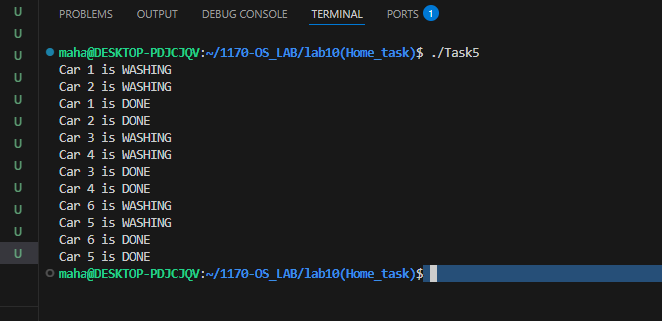 PROBLEMS OUTPUT DEBUG CONSOLE TERMINAL PORTS 1
U
U
U
U
U
U
U
U
U
U
U
U
maha@DESKTOP-PDJCJQV:~/1170-OS_LAB/lab10(Home_task)$ ./Task5
Car 1 is WASHING
Car 2 is WASHING
Car 1 is DONE
Car 2 is DONE
Car 3 is WASHING
Car 4 is WASHING
Car 3 is DONE
Car 4 is DONE
Car 6 is WASHING
Car 5 is WASHING
Car 6 is DONE
Car 5 is DONE
maha@DESKTOP-PDJCJQV:~/1170-OS_LAB/lab10(Home_task)$